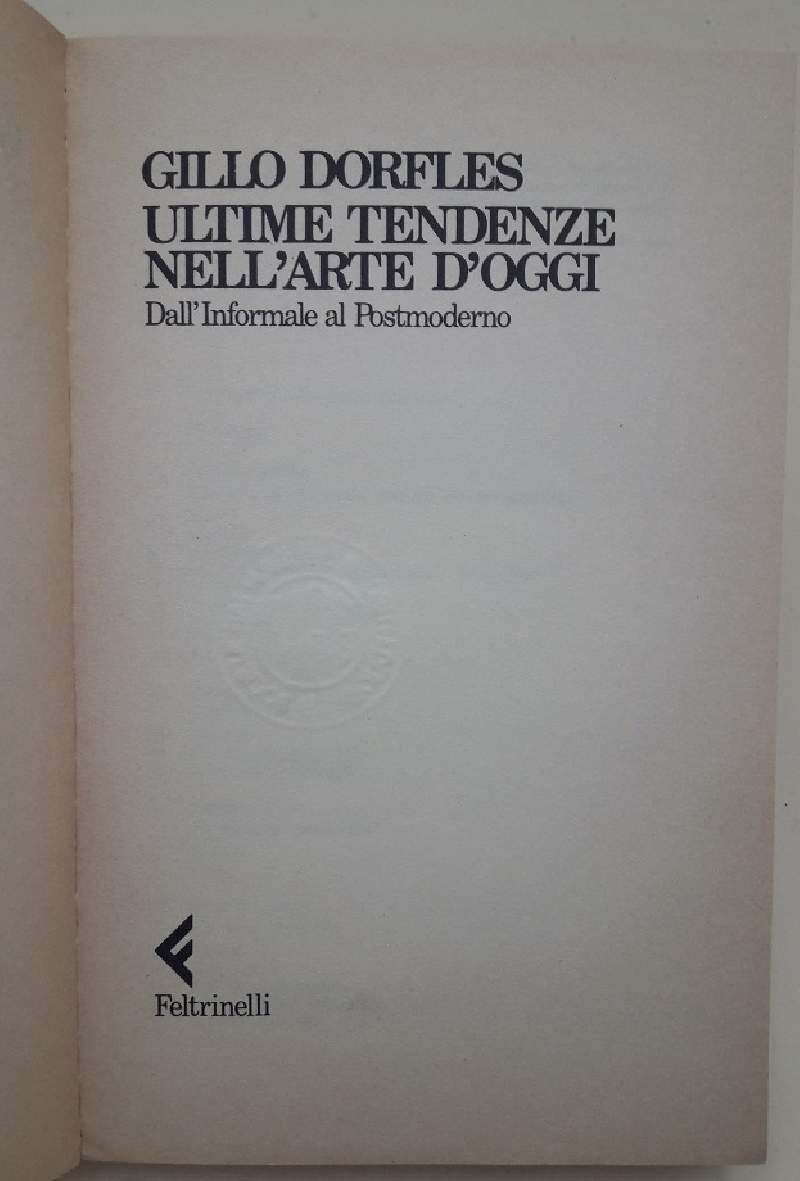 GILLO DORFLES
ULTIME TENDENZE
NELL'ARTE D'OGGI
Dall'Informale al Postmoderno
Feltrinelli